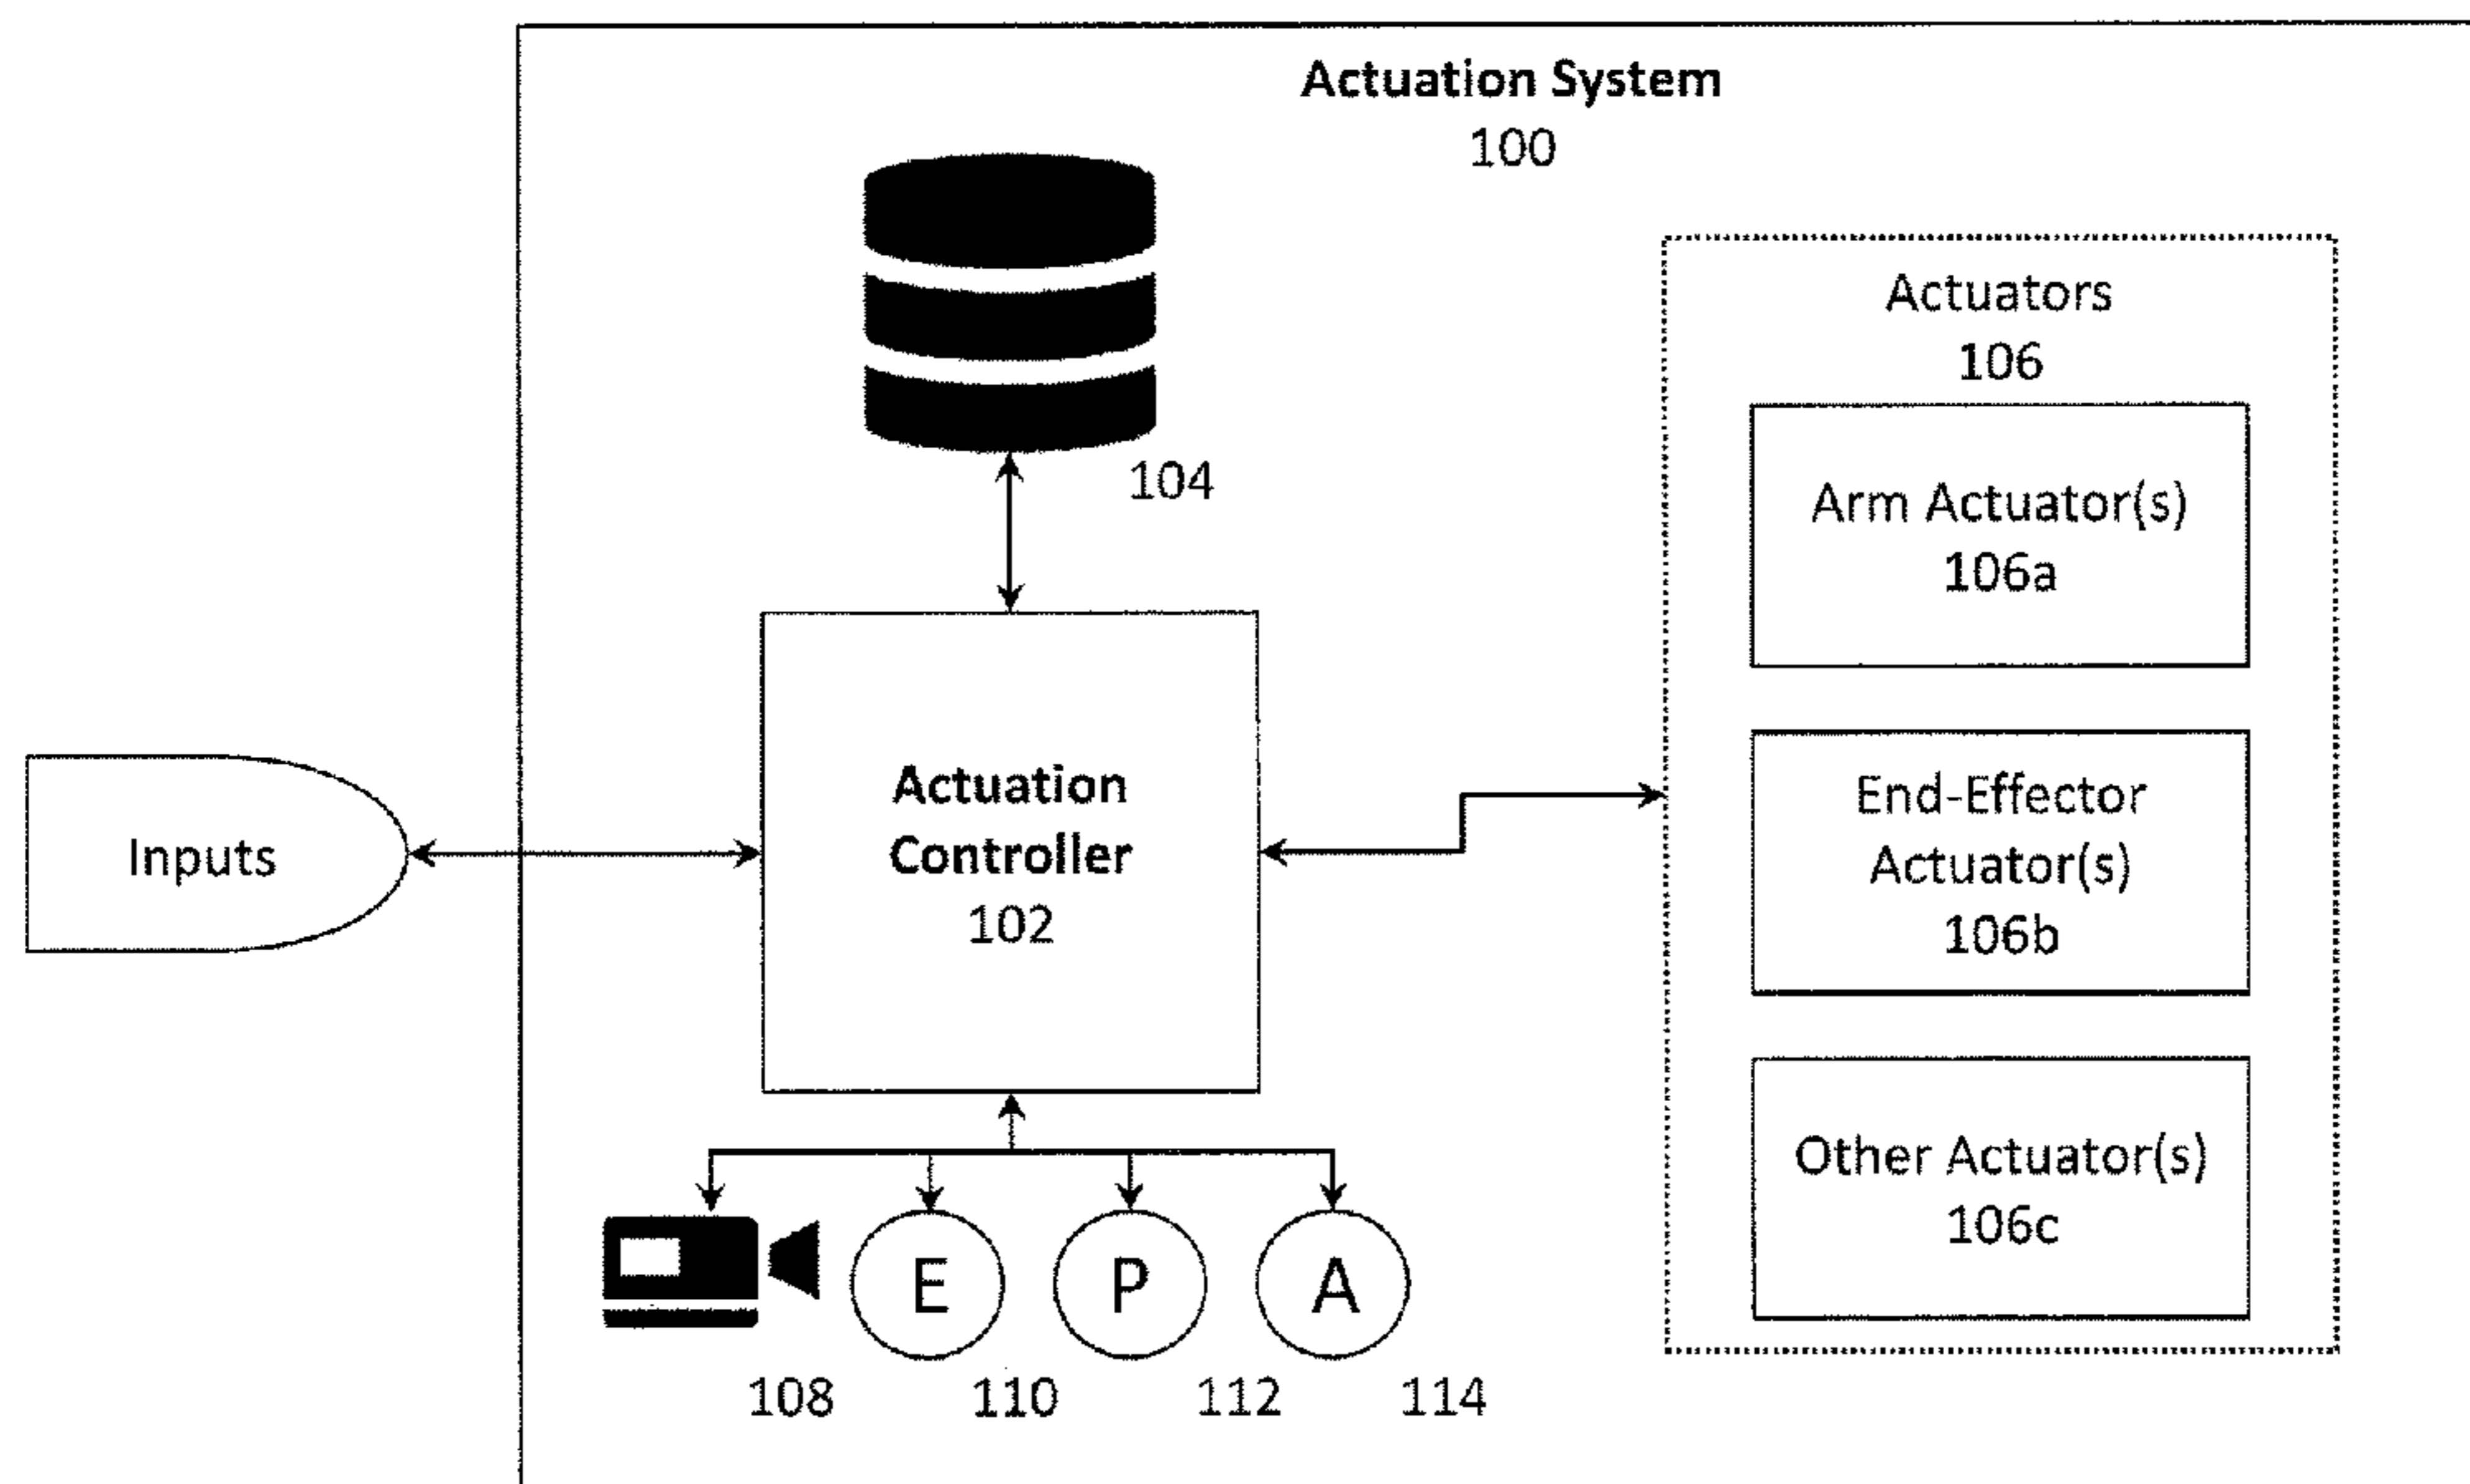 Actuation System
100
104
Actuators
106
Arm Actuator(s)
106a
Inputs
Actuation
Controller
102
End-Effector
Actuator(s)
106b
Other Actuator(s)
106c
E
P
A
108
110
112
114